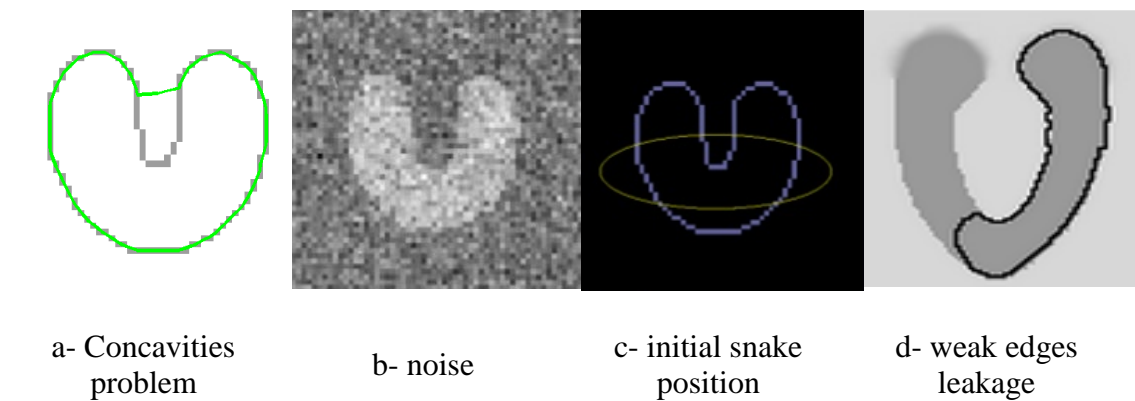 a- Concavities
problem
b- noise
c- initial snake
position
d- weak edges
leakage